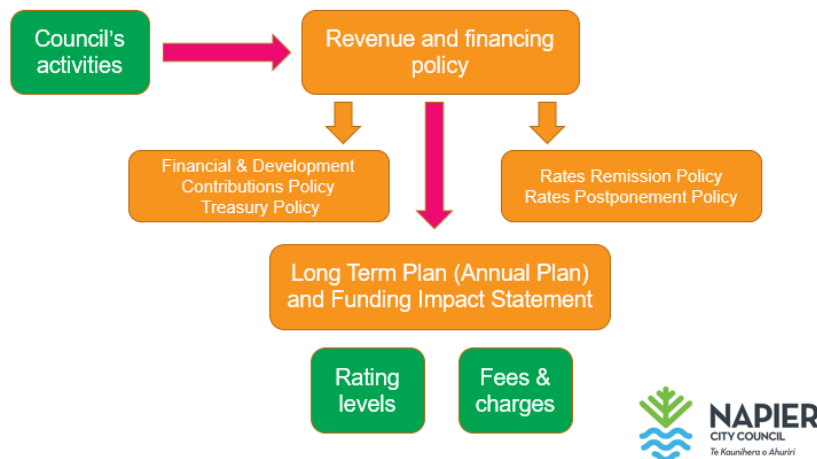 Council's
activities
Revenue and financing
policy
Financial & Development
Contributions Policy
Treasury Policy
Rates Remission Policy
Rates Postponement Policy
Long Term Plan (Annual Plan)
and Funding Impact Statement
Rating
levels
Fees &
charges
NAPIER
CITY COUNCIL
Te Kaunihera o Ahuriri